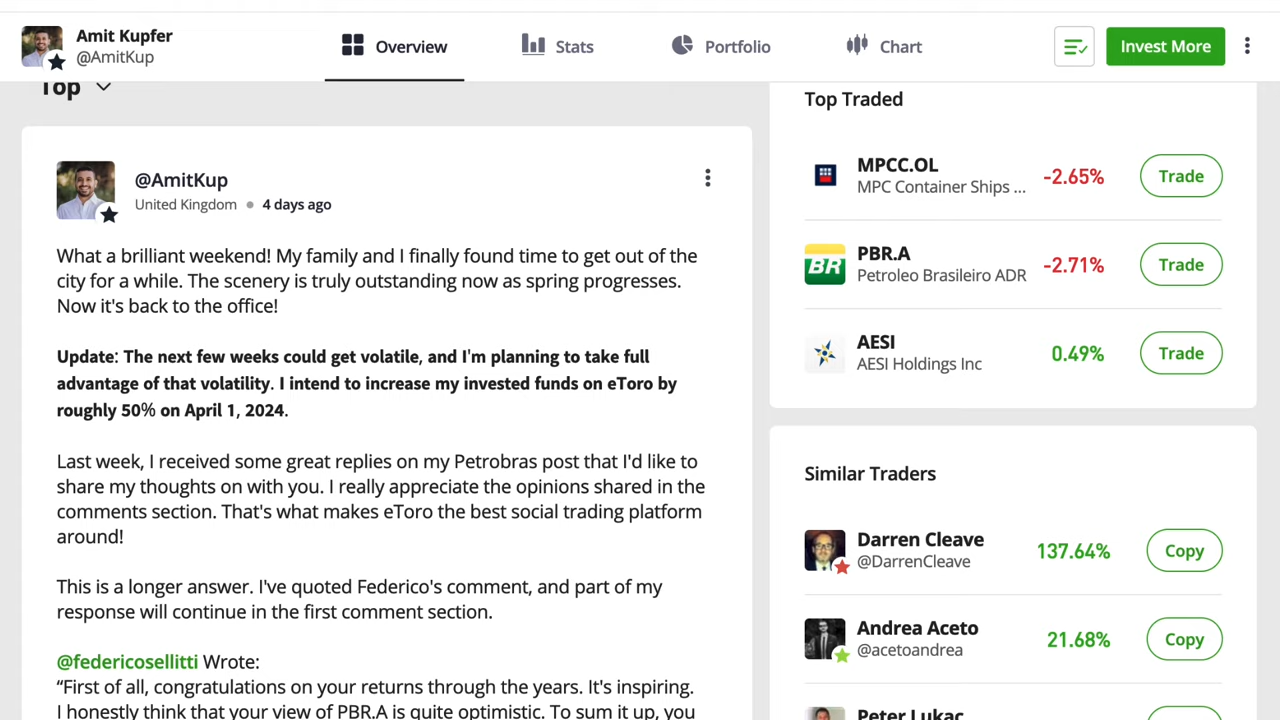 Amit Kupfer
@AmitKup
Overview
Stats
Portfolio
Chart
Invest More
Top
@AmitKup
United Kingdom • 4 days ago
What a brilliant weekend! My family and I finally found time to get out of the
city for a while. The scenery is truly outstanding now as spring progresses.
Now it's back to the office!
Update: The next few weeks could get volatile, and I'm planning to take full
advantage of that volatility. I intend to increase my invested funds on eToro by
roughly 50% on April 1, 2024.
Last week, I received some great replies on my Petrobras post that I'd like to
share my thoughts on with you. I really appreciate the opinions shared in the
comments section. That's what makes eToro the best social trading platform
around!
This is a longer answer. I've quoted Federico's comment, and part of my
response will continue in the first comment section.
@federicosellitti Wrote:
“First of all, congratulations on your returns through the years. It's inspiring.
I honestly think that your view of PBR.A is quite optimistic. To sum it up, you
Top Traded
MPCC.OL
MPC Container Ships ...
-2.65%
Trade
BR
PBR.A
Petroleo Brasileiro ADR
-2.71%
Trade
AESI
AESI Holdings Inc
0.49%
Trade
Similar Traders
Darren Cleave
@DarrenCleave
137.64%
Copy
Andrea Aceto
@acetoandrea
21.68%
Copy
Peter Lukac